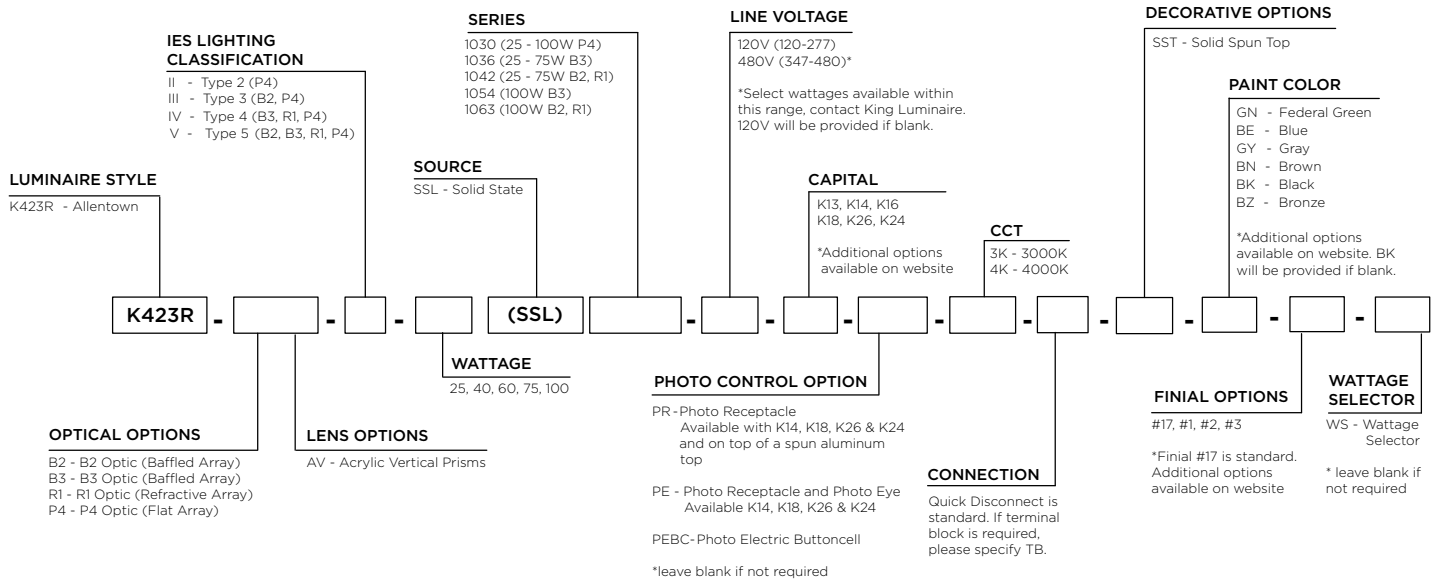 LUMINAIRE STYLE
K423R - Allentown
IES LIGHTING
CLASSIFICATION
II - Type 2 (P4)
III - Type 3 (B2, P4)
IV - Type 4 (B3, R1, P4)
V - Type 5 (B2, B3, R1, P4)
SOURCE
SSL - Solid State
SERIES
1030 (25 - 100W P4)
1036 (25 - 75W B3)
1042 (25 - 75W B2, R1)
1054 (100W B3)
1063 (100W B2, R1)
LINE VOLTAGE
120V (120-277)
480V (347-480)*
*Select wattages available within
this range, contact King Luminaire.
120V will be provided if blank.
CAPITAL
K13, K14, K16
K18, K26, K24
*Additional options
available on website
CCT
3K - 3000K
4K - 4000K
DECORATIVE OPTIONS
SST - Solid Spun Top
PAINT COLOR
GN - Federal Green
BE - Blue
GY - Gray
BN - Brown
BK - Black
BZ - Bronze
*Additional options
available on website. BK
will be provided if blank.
K423R - - - (SSL) - - - - - - - - -
OPTICAL OPTIONS
B2 - B2 Optic (Baffled Array)
B3 - B3 Optic (Baffled Array)
R1 - R1 Optic (Refractive Array)
P4 - P4 Optic (Flat Array)
LENS OPTIONS
AV - Acrylic Vertical Prisms
WATTAGE
25, 40, 60, 75, 100
PHOTO CONTROL OPTION
PR - Photo Receptacle
Available with K14, K18, K26 & K24
and on top of a spun aluminum
top
PE - Photo Receptacle and Photo Eye
Available K14, K18, K26 & K24
PEBC- Photo Electric Buttoncell
*leave blank if not required
CONNECTION
Quick Disconnect is
standard. If terminal
block is required,
please specify TB.
FINIAL OPTIONS
#17, #1, #2, #3
*Finial #17 is standard.
Additional options
available on website
WATTAGE
SELECTOR
WS - Wattage
Selector
* leave blank if
not required